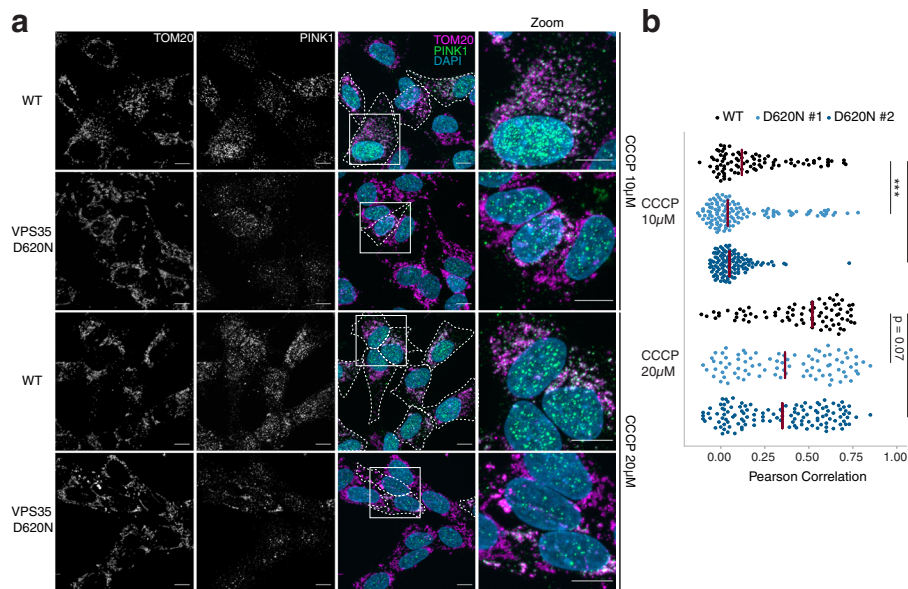 a
Zoom
TOM20
PINK1
TOM20
PINK1
DAPI
WT
VPS35
D620N
WT
VPS35
D620N
CCCP 10µM
CCCP 20µM
b
WT
D620N #1
D620N #2
CCCP
10µM
CCCP
20µM
***
p = 0.07
0.00
0.25
0.50
0.75
1.00
Pearson Correlation